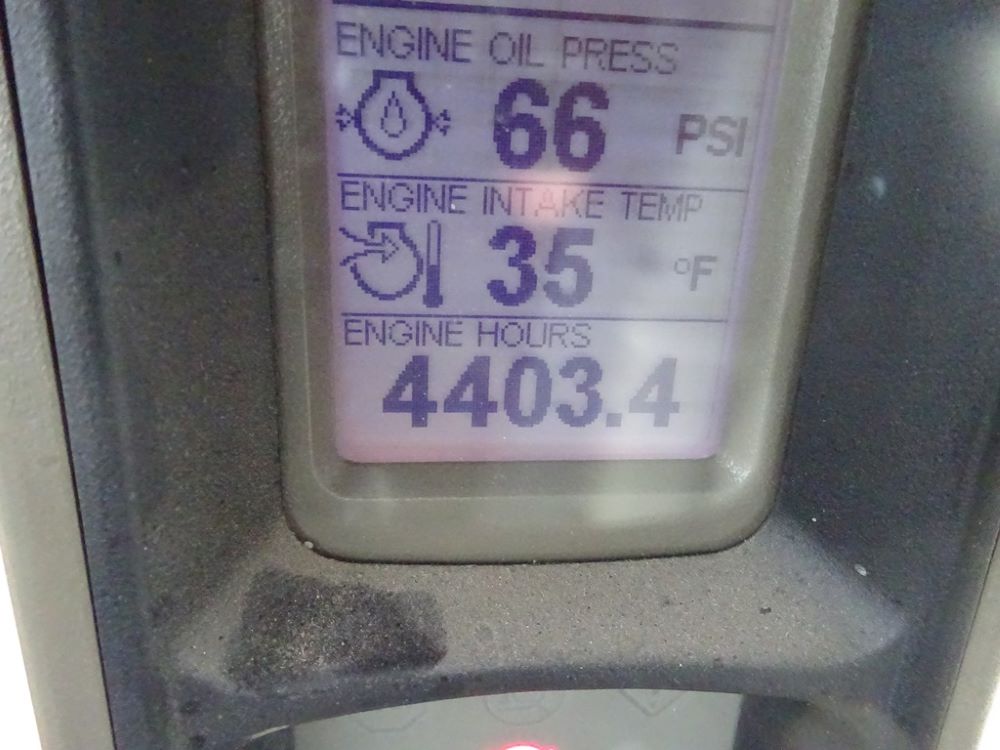 ENGINE OIL PRESS
66 PSI
ENGINE INTAKE TEMP
35 °F
ENGINE HOURS
4403.4